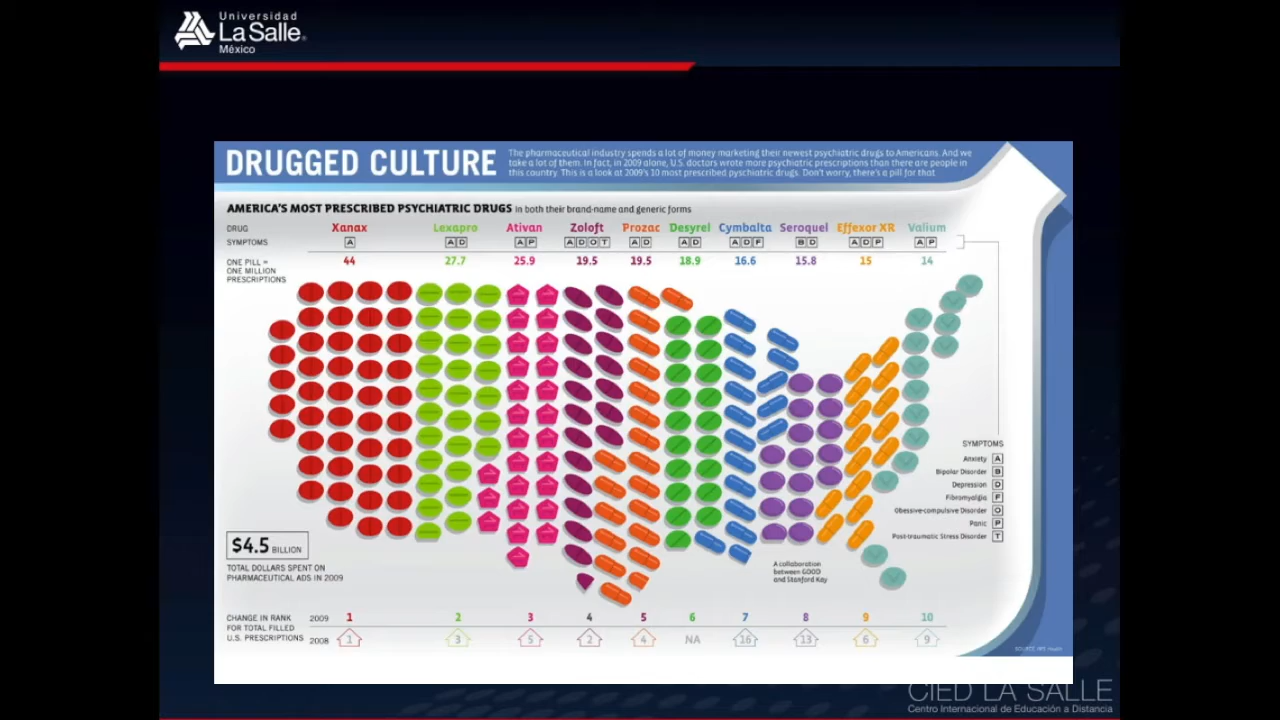 Universidad
La Salle
México
DRUGGED CULTURE
The pharmaceutical industry spends a lot of money marketing their newest psychiatric drugs to Americans. And we
take a lot of them. In fact, in 2009 alone, U.S. doctors wrote more psychiatric prescriptions than there are people in
this country. This is a look at 2009's 10 most prescribed pyschiatric drugs. Don't worry, there's a pill for that.
AMERICA'S MOST PRESCRIBED PSYCHIATRIC DRUGS in both their brand-name and generic forms
DRUG Xanax Lexapro Ativan Zoloft Prozac Desyrel Cymbalta Seroquel Effexor XR Valium
SYMPTOMS A A D A P A D O T A D A D A D F B D A D P A P
ONE PILL = 44 27.7 25.9 19.5 19.5 18.9 16.6 15.8 15 14
ONE MILLION
PRESCRIPTIONS
SYMPTOMS
Anxiety A
Bipolar Disorder B
Depression D
Fibromyalgia F
Obessive-compulsive Disorder O
Panic P
Post-traumatic Stress Disorder T
$4.5 BILLION
TOTAL DOLLARS SPENT ON
PHARMACEUTICAL ADS IN 2009
A collaboration
between GOOD
and Stanford Kay
CHANGE IN RANK 2009 1 2 3 4 5 6 7 8 9 10
FOR TOTAL FILLED
U.S. PRESCRIPTIONS 2008 1 3 5 2 4 NA 16 13 6 9
SOURCE: IMS Health
CIED LA SALLE
Centro Internacional de Educación a Distancia